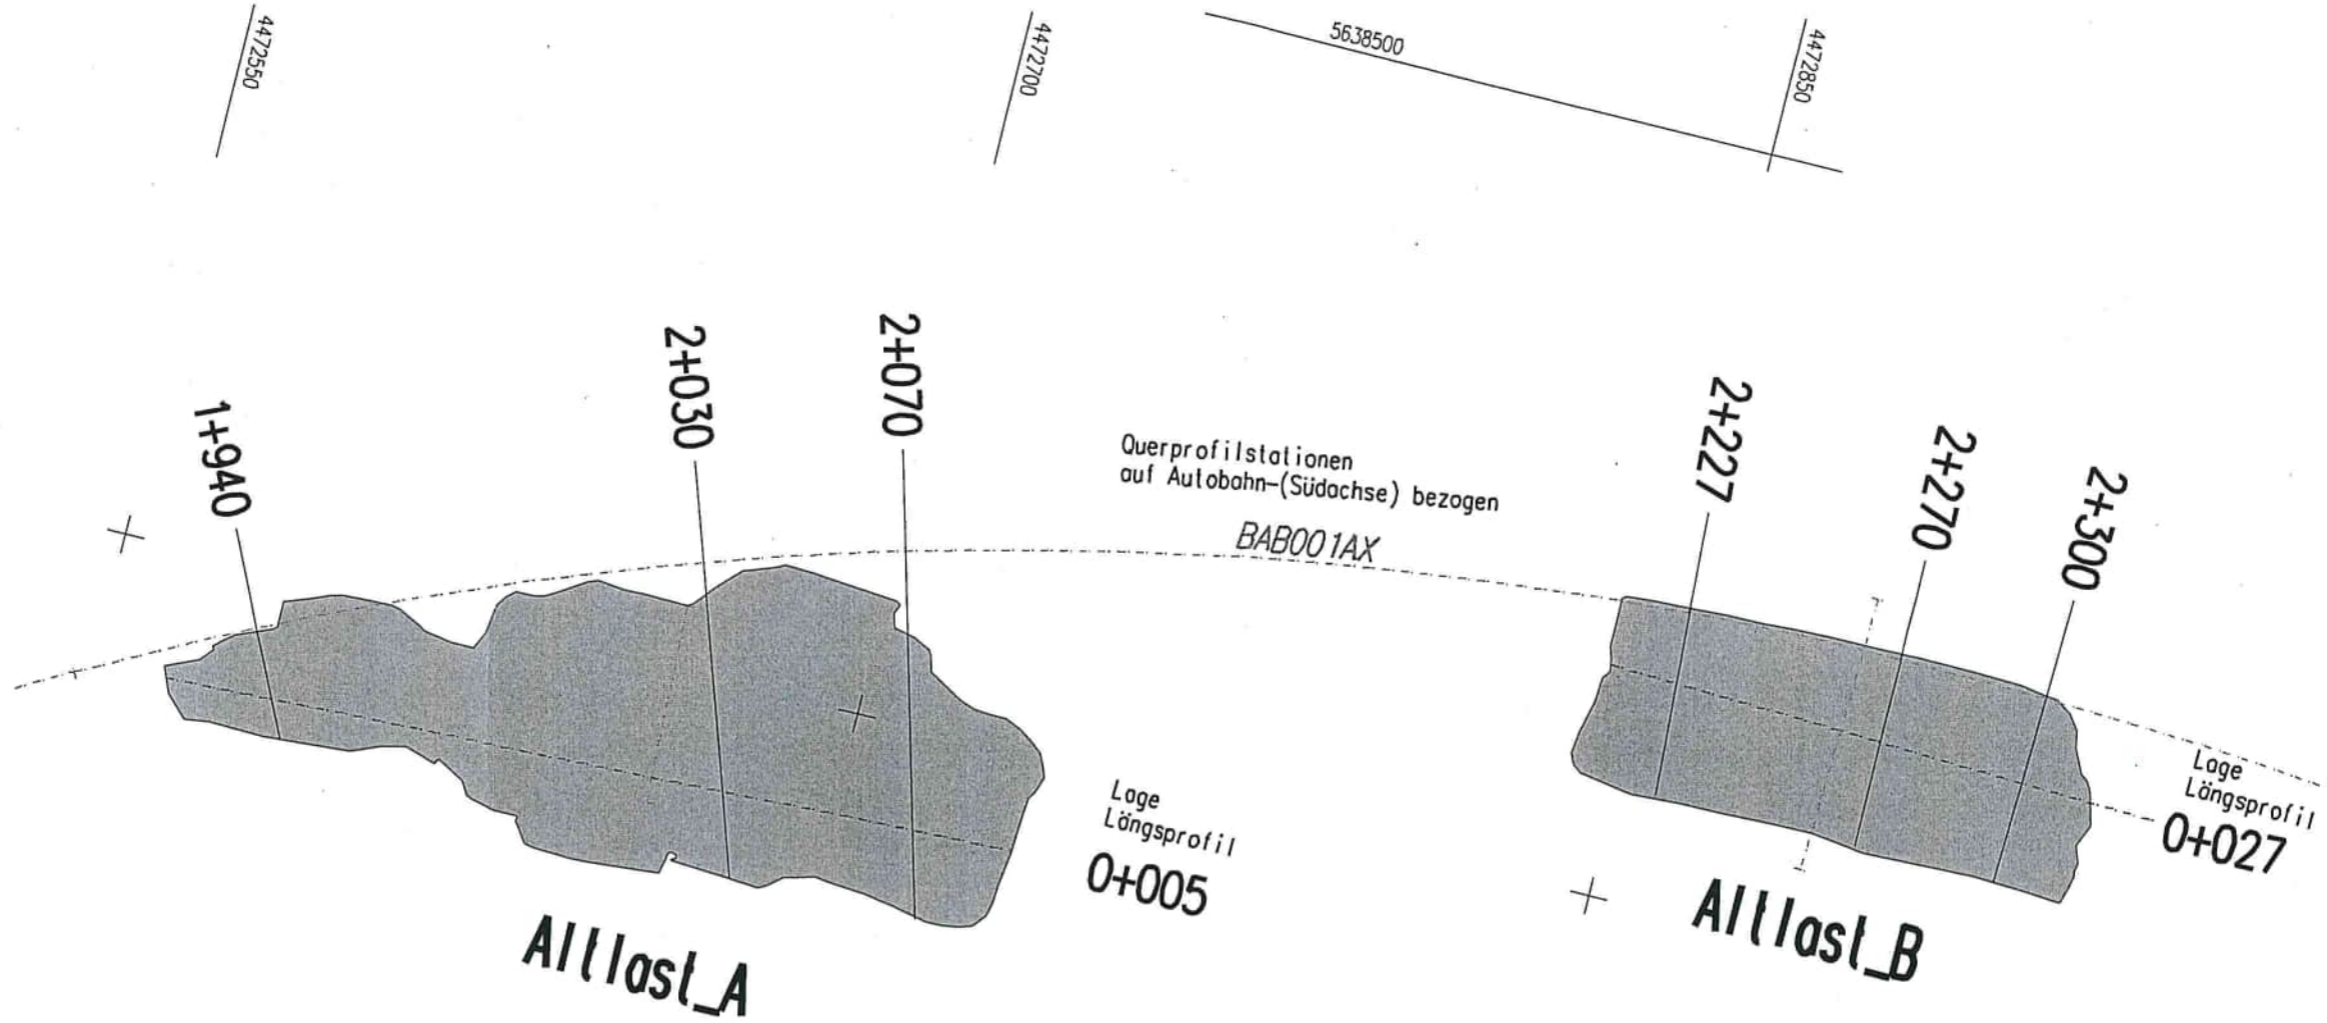 4472550
4472700
5638500
4472850
1+940
2+030
2+070
Querprofilstationen
auf Autobahn-(Südachse) bezogen
BAB001AX
2+227
2+270
2+300
Lage
Längsprofil
0+005
Lage
Längsprofil
0+027
Altlast_A
Altlast_B